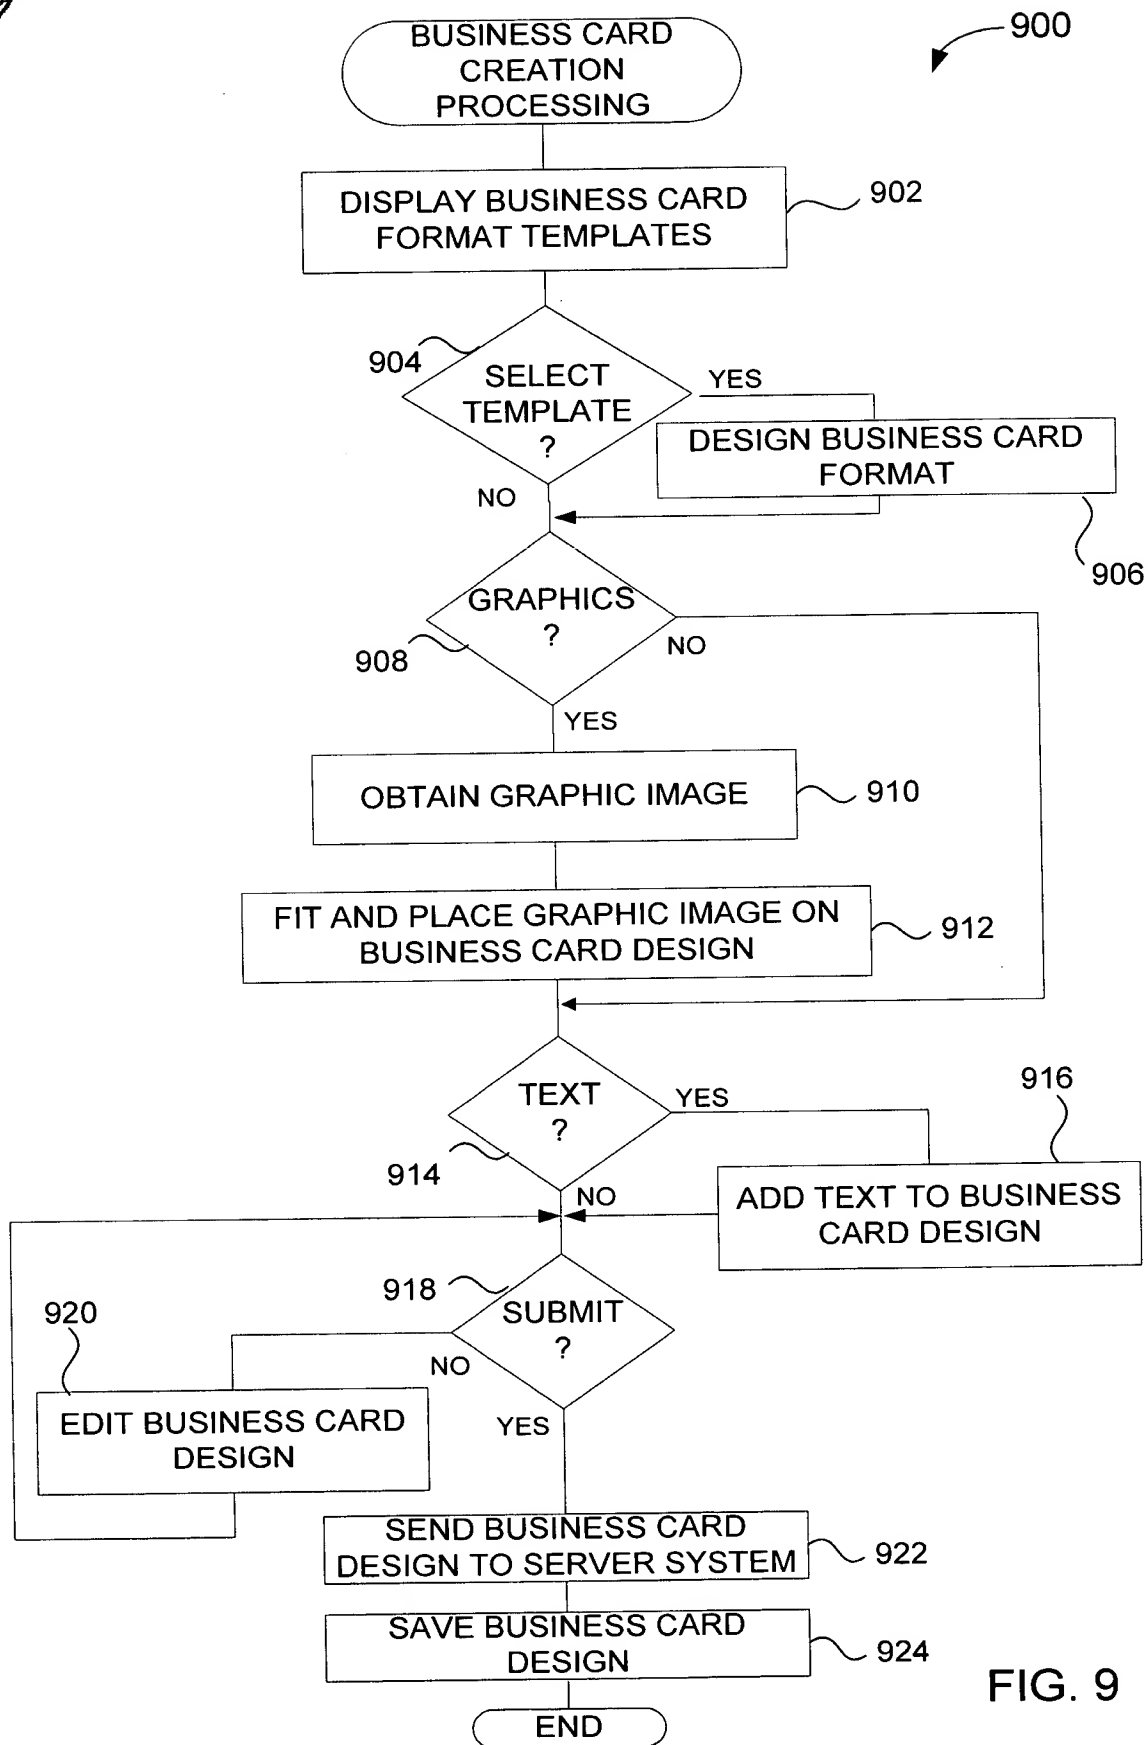 BUSINESS CARD
CREATION
PROCESSING
900
DISPLAY BUSINESS CARD
FORMAT TEMPLATES
902
904
SELECT
TEMPLATE
?
YES
NO
DESIGN BUSINESS CARD
FORMAT
906
GRAPHICS
?
908
NO
YES
OBTAIN GRAPHIC IMAGE
910
FIT AND PLACE GRAPHIC IMAGE ON
BUSINESS CARD DESIGN
912
TEXT
?
YES
914
NO
916
ADD TEXT TO BUSINESS
CARD DESIGN
918
SUBMIT
?
NO
YES
920
EDIT BUSINESS CARD
DESIGN
SEND BUSINESS CARD
DESIGN TO SERVER SYSTEM
922
SAVE BUSINESS CARD
DESIGN
924
END
FIG. 9